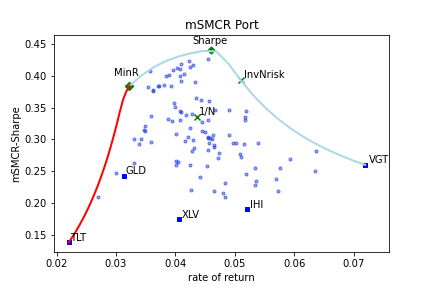 mSMCR Port
mSMCR-Sharpe
0.45
0.40
0.35
0.30
0.25
0.20
0.15
Sharpe
MinR
InvNrisk
1/N
GLD
VGT
XLV
IHI
TLT
0.02 0.03 0.04 0.05 0.06 0.07
rate of return